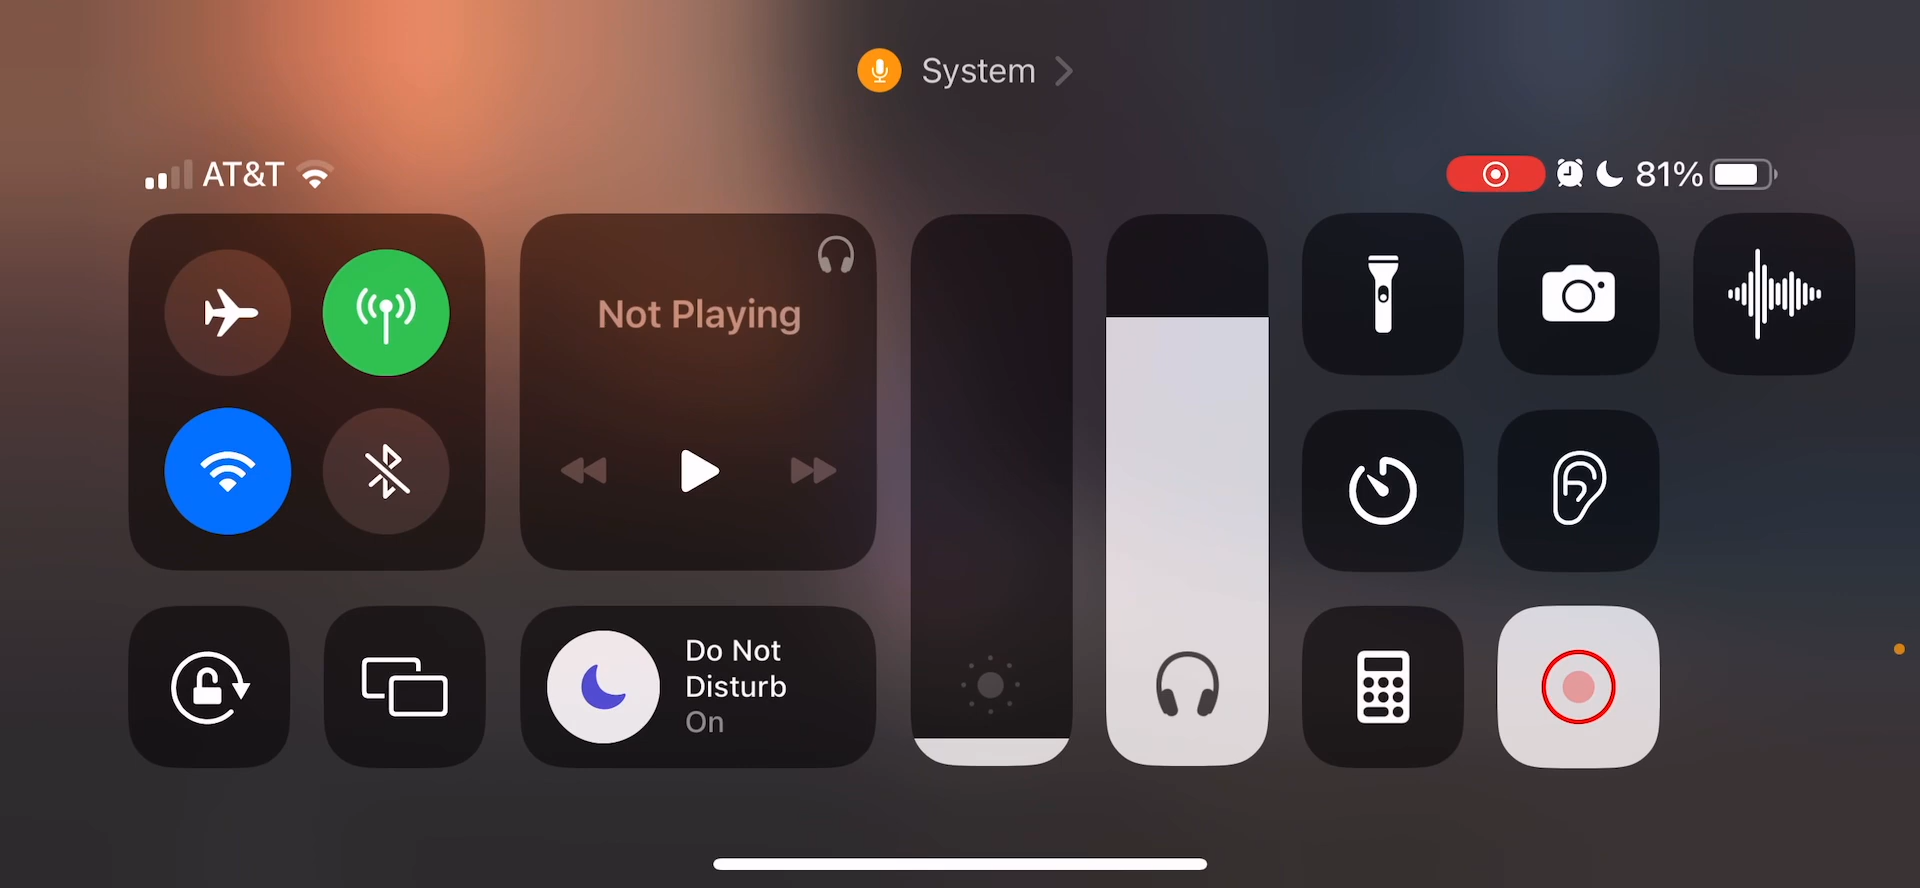 System
AT&T
81%
Not Playing
Do Not
Disturb
On